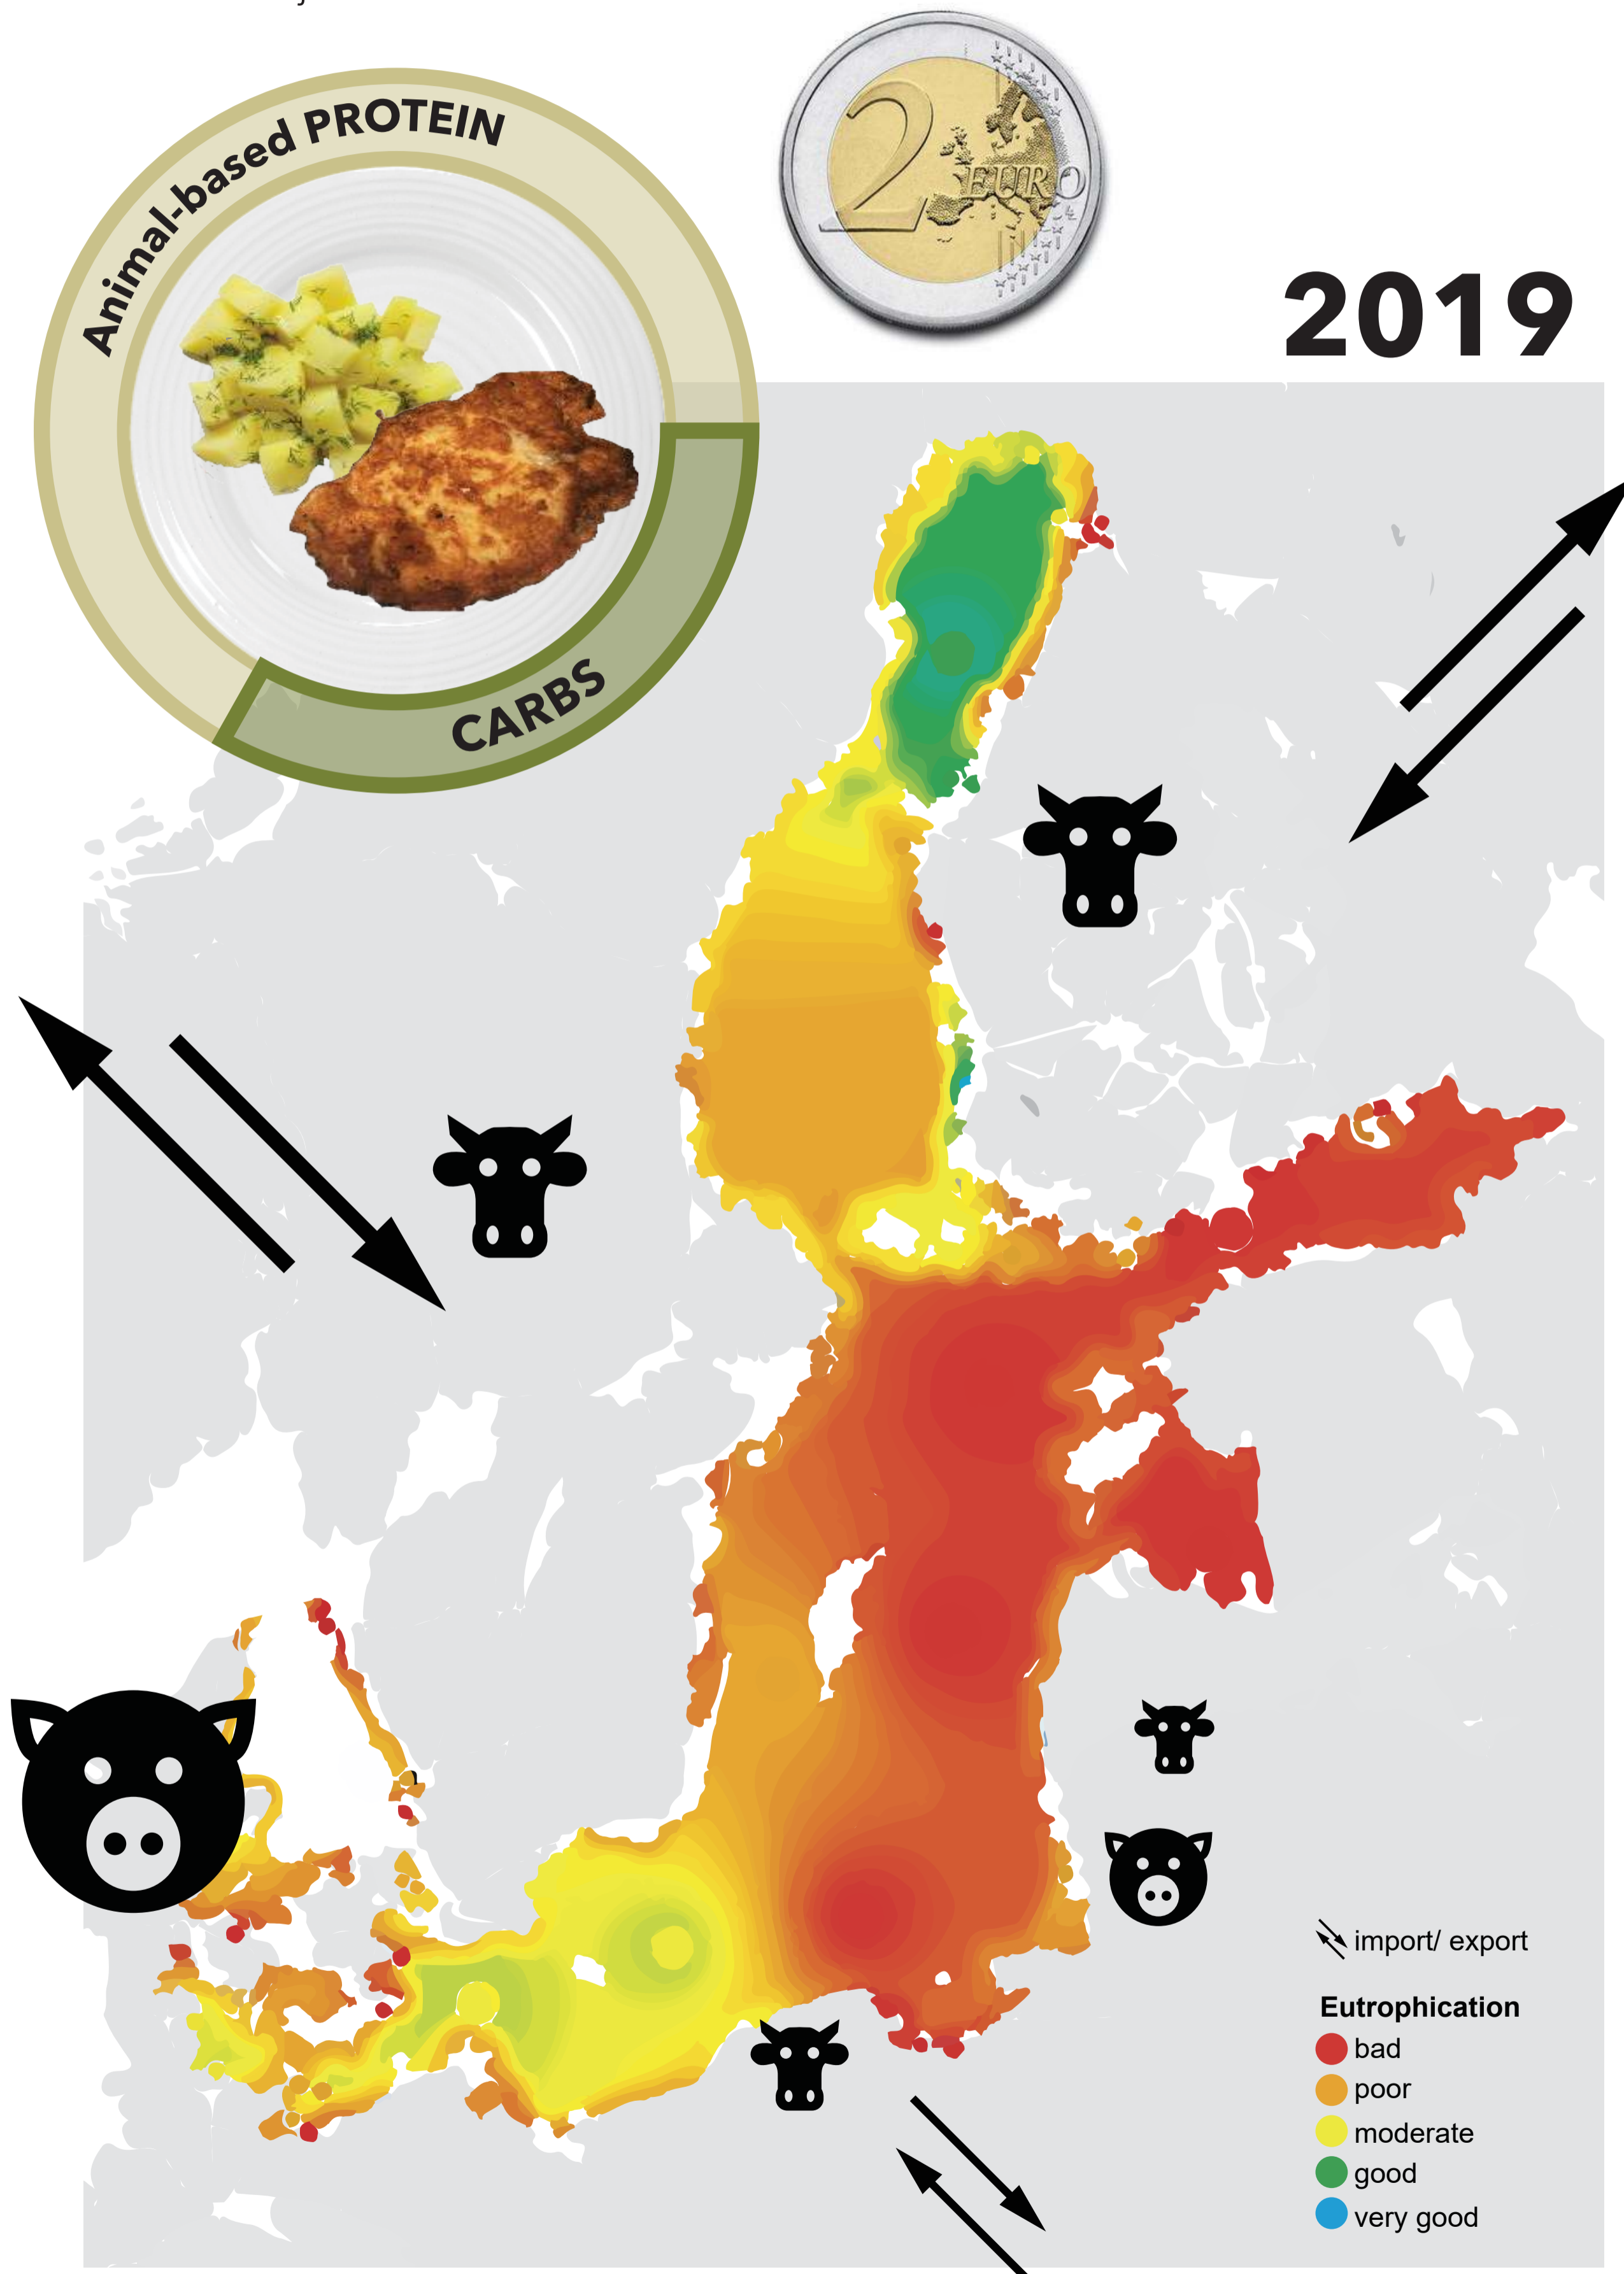 Animal-based PROTEIN
CARBS
2 EURO
2019
import/ export
Eutrophication
bad
poor
moderate
good
very good